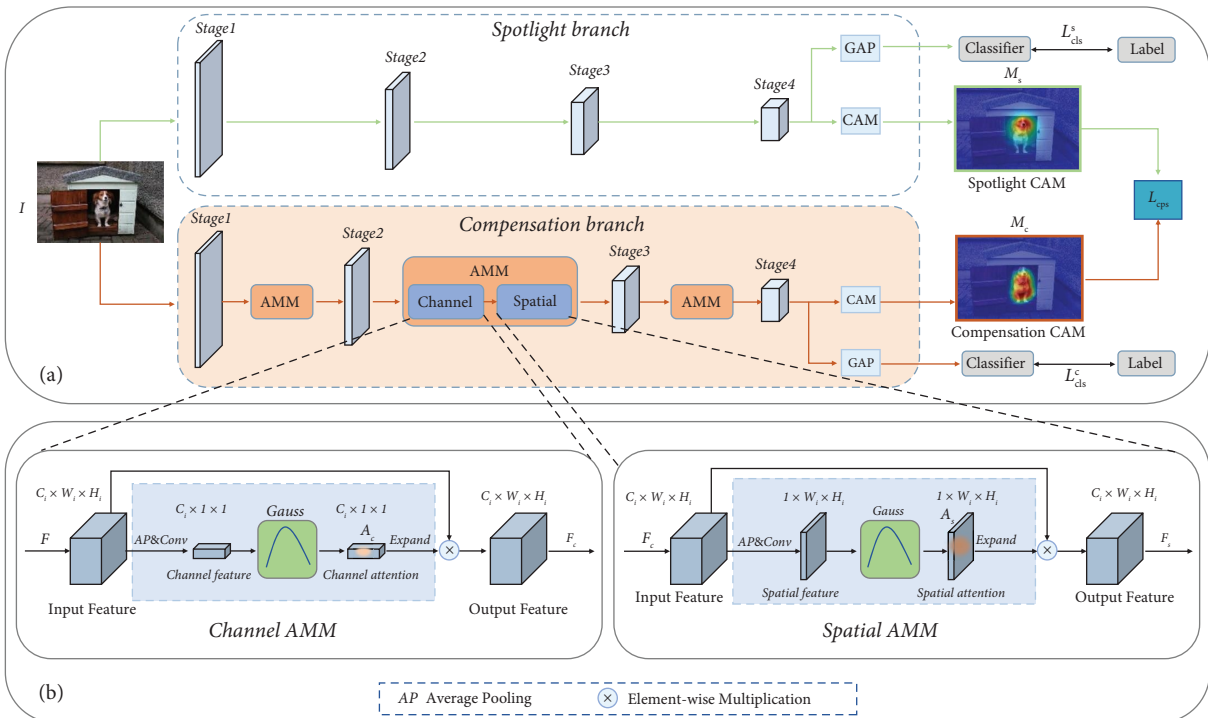 Spotlight branch
Stage1
Stage2
Stage3
Stage4
GAP
CAM
Classifier
L^s_cls
Label
M_s
Spotlight CAM
I
L_cps
Compensation branch
Stage1
AMM
Stage2
AMM
Channel
Spatial
Stage3
AMM
Stage4
CAM
GAP
M_c
Compensation CAM
Classifier
L^c_cls
Label
(a)
C_i × W_i × H_i
F
Input Feature
AP&Conv
C_i × 1 × 1
Channel feature
Gauss
C_i × 1 × 1
A_c
Channel attention
Expand
×
C_i × W_i × H_i
F_c
Output Feature
Channel AMM
C_i × W_i × H_i
F_c
Input Feature
AP&Conv
1 × W_i × H_i
Spatial feature
Gauss
1 × W_i × H_i
A_s
Spatial attention
Expand
×
C_i × W_i × H_i
F_s
Output Feature
Spatial AMM
(b)
AP Average Pooling
× Element-wise Multiplication